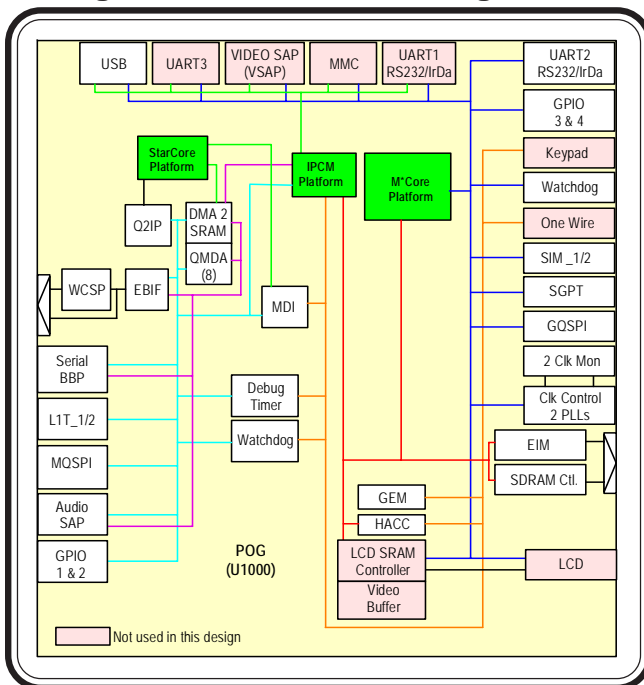 USB
UART3
VIDEO SAP
(VSAP)
MMC
UART1
RS232/IrDa
UART2
RS232/IrDa
GPIO
3 & 4
StarCore
Platform
IPCM
Platform
M*Core
Platform
Keypad
Watchdog
Q2IP
DMA 2
SRAM
One Wire
QMDA
(8)
SIM _1/2
WCSP
EBIF
MDI
SGPT
GQSPI
Serial
BBP
2 Clk Mon
Debug
Timer
Clk Control
2 PLLs
L1T_1/2
Watchdog
EIM
MQSPI
SDRAM Ctl.
GEM
Audio
SAP
HACC
GPIO
1 & 2
POG
(U1000)
LCD SRAM
Controller
LCD
Video
Buffer
Not used in this design